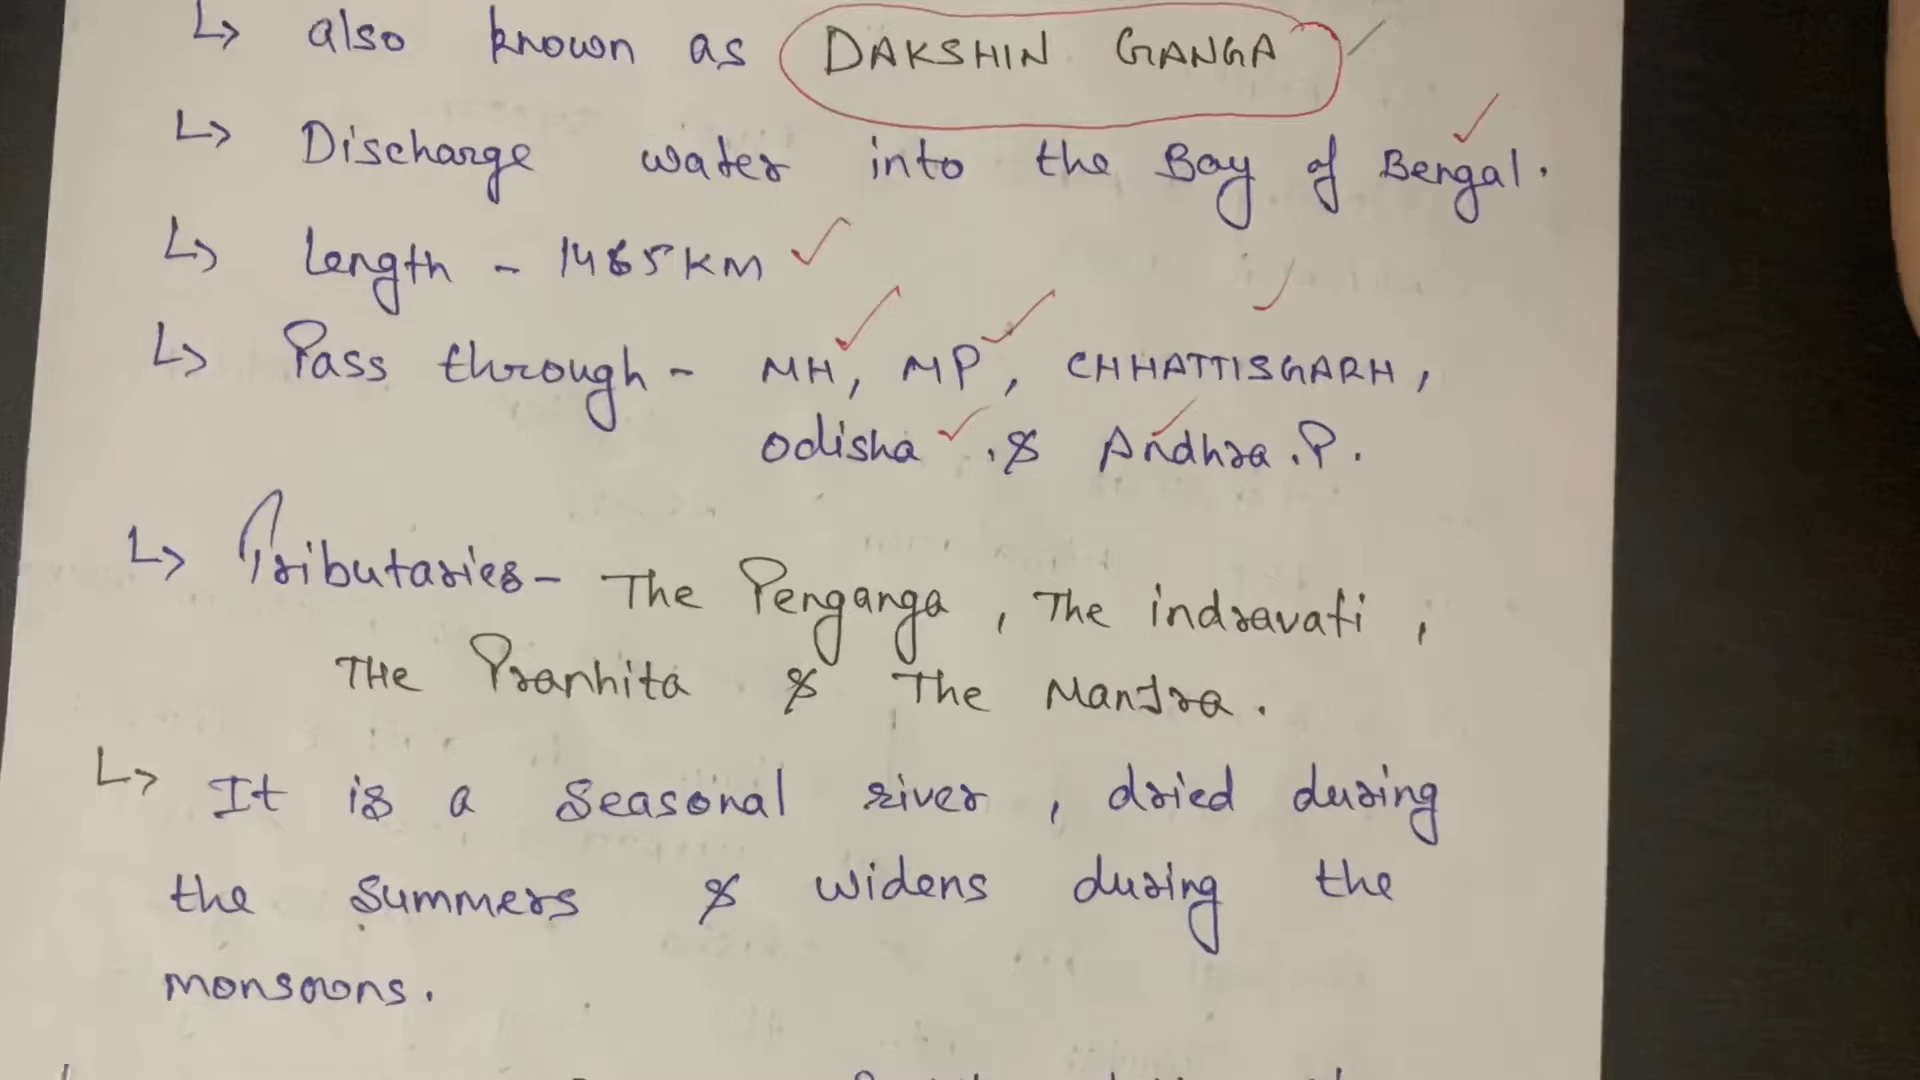 ↳ also known as DAKSHIN GANGA
↳ Discharge water into the Bay of Bengal.
↳ Length - 1465KM
↳ Pass through - MH, MP, CHHATTISGARH,
Odisha . & Andhra.P.
↳ Tributaries - The Penganga, The indravati,
THe Pranhita & The Manjra.
↳ It is a Seasonal river, dried during
the Summers & widens during the
monsoons.